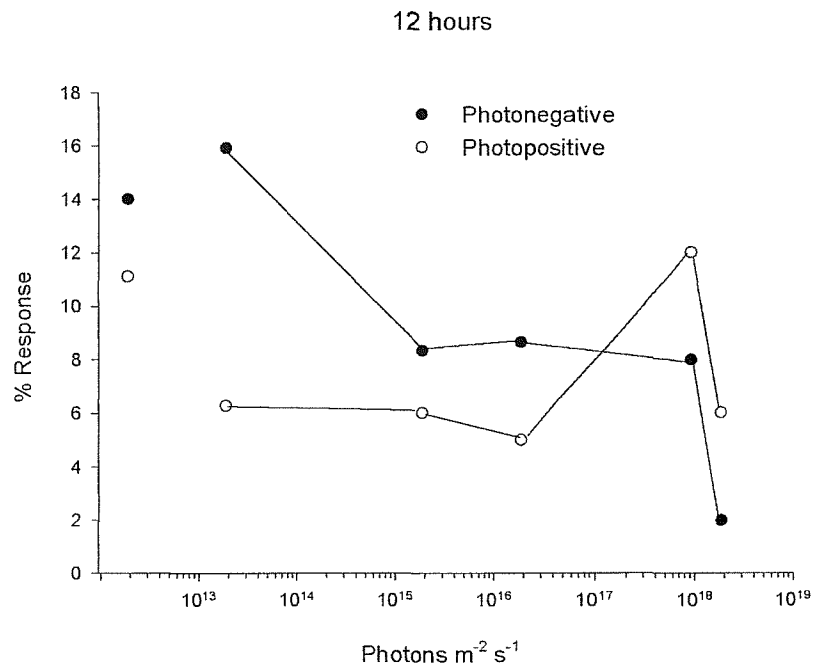 12 hours
18
16
14
12
10
8
6
4
2
0
% Response
Photonegative
Photopositive
10¹³ 10¹⁴ 10¹⁵ 10¹⁶ 10¹⁷ 10¹⁸ 10¹⁹
Photons m⁻² s⁻¹